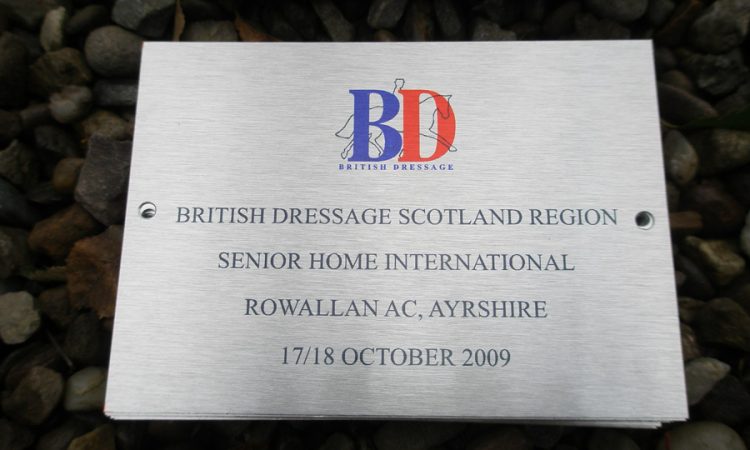 BD
BRITISH DRESSAGE
BRITISH DRESSAGE SCOTLAND REGION
SENIOR HOME INTERNATIONAL
ROWALLAN AC, AYRSHIRE
17/18 OCTOBER 2009